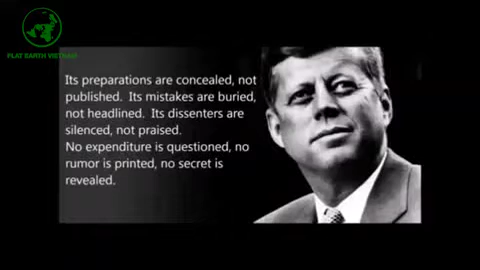 FLAT EARTH VIETNAM
Its preparations are concealed, not
published. Its mistakes are buried,
not headlined. Its dissenters are
silenced, not praised.
No expenditure is questioned, no
rumor is printed, no secret is
revealed.